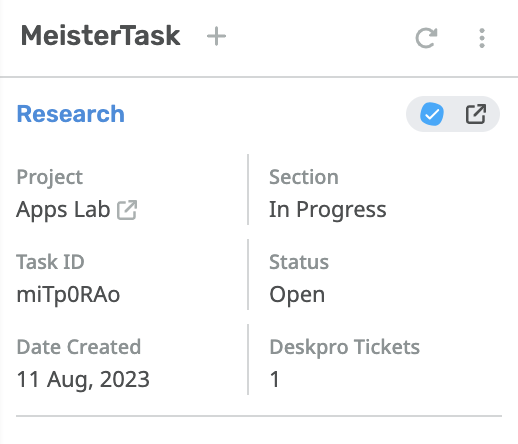 MeisterTask
Research
Project
Apps Lab
Section
In Progress
Task ID
miTp0RAo
Status
Open
Date Created
11 Aug, 2023
Deskpro Tickets
1